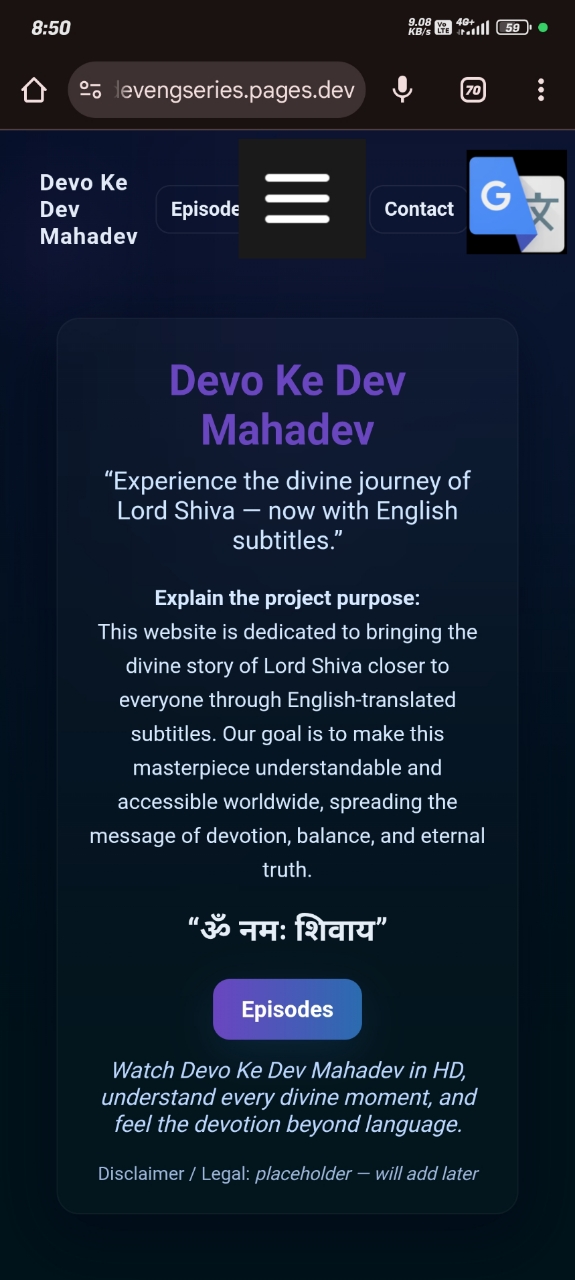 8:50
9.08 KB/s Vo LTE 4G+ 59
evengseries.pages.dev
70
Devo Ke
Dev
Mahadev
Episode
Contact
G 文
Devo Ke Dev
Mahadev
“Experience the divine journey of
Lord Shiva — now with English
subtitles.”
Explain the project purpose:
This website is dedicated to bringing the
divine story of Lord Shiva closer to
everyone through English-translated
subtitles. Our goal is to make this
masterpiece understandable and
accessible worldwide, spreading the
message of devotion, balance, and eternal
truth.
“ॐ नमः शिवाय”
Episodes
Watch Devo Ke Dev Mahadev in HD,
understand every divine moment, and
feel the devotion beyond language.
Disclaimer / Legal: placeholder — will add later